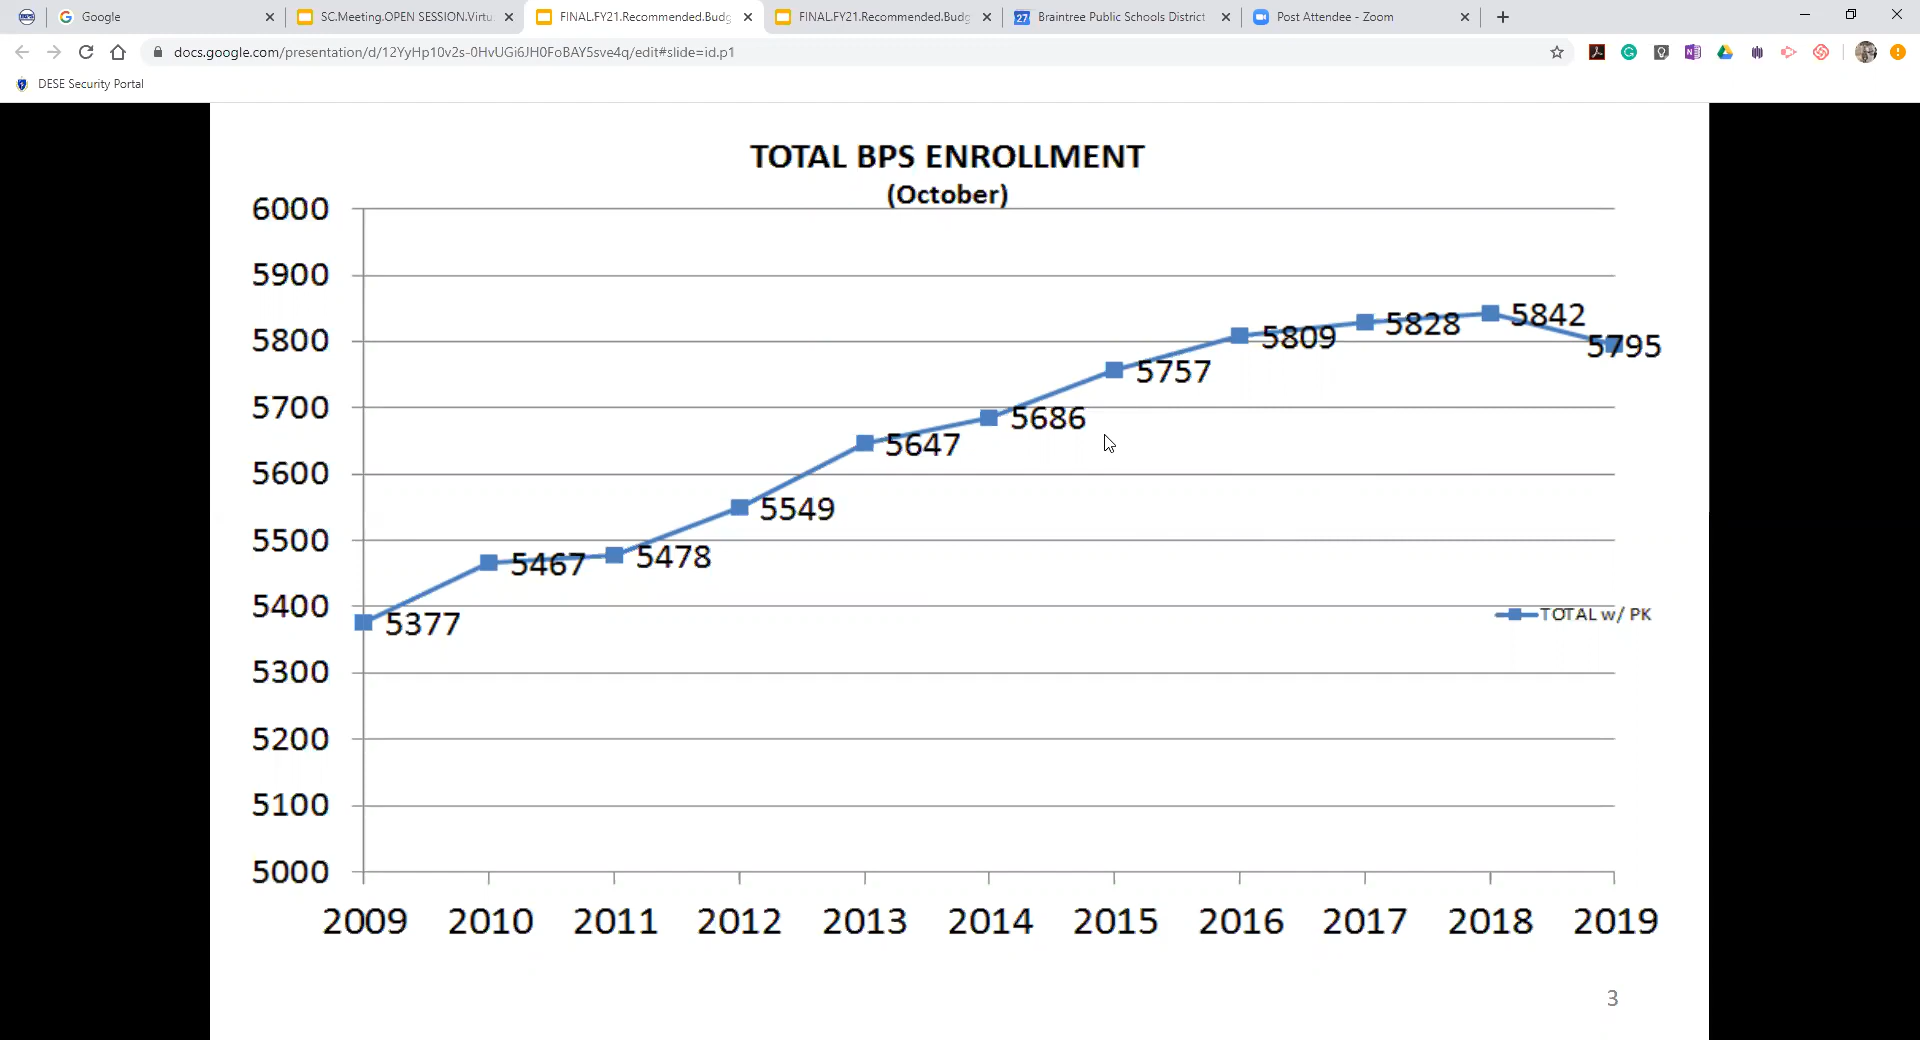 Google
SC.Meeting.OPEN SESSION.Virtu
FINAL.FY21.Recommended.Budg
FINAL.FY21.Recommended.Budg
27
Braintree Public Schools District
Post Attendee - Zoom
docs.google.com/presentation/d/12YyHp10v2s-0HvUGi6JH0FoBAY5sve4q/edit#slide=id.p1
DESE Security Portal
TOTAL BPS ENROLLMENT
(October)
6000
5900
5800
5700
5600
5500
5400
5300
5200
5100
5000
5377
5467
5478
5549
5647
5686
5757
5809
5828
5842
5795
TOTAL w/ PK
2009 2010 2011 2012 2013 2014 2015 2016 2017 2018 2019
3